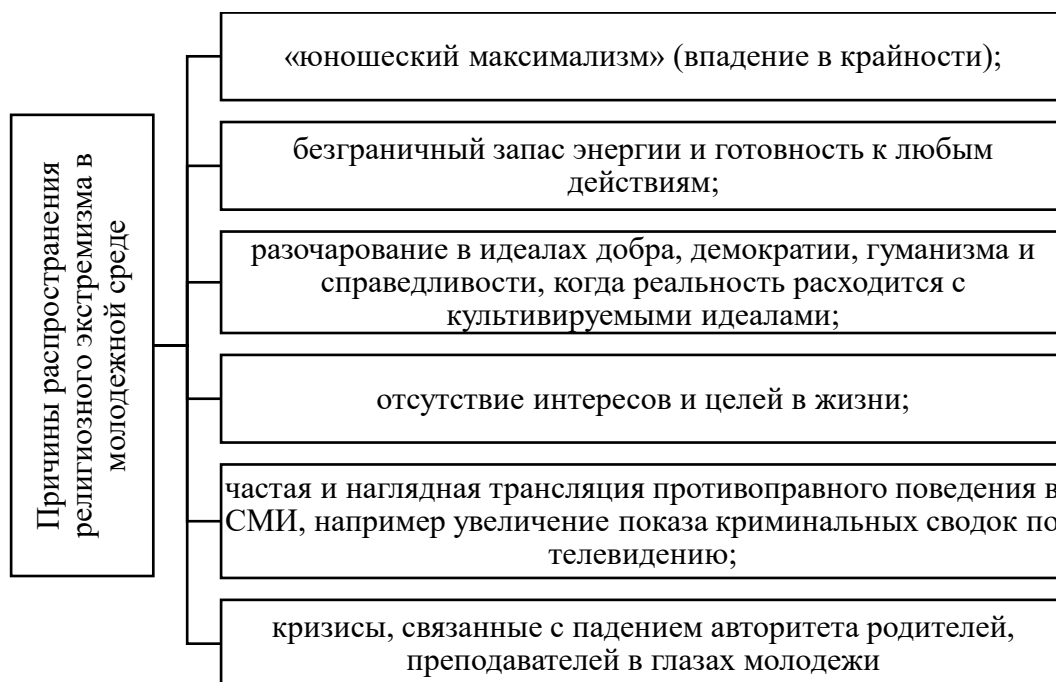 Причины распространения
религиозного экстремизма в
молодежной среде
«юношеский максимализм» (впадение в крайности);
безграничный запас энергии и готовность к любым
действиям;
разочарование в идеалах добра, демократии, гуманизма и
справедливости, когда реальность расходится с
культивируемыми идеалами;
отсутствие интересов и целей в жизни;
частая и наглядная трансляция противоправного поведения в
СМИ, например увеличение показа криминальных сводок по
телевидению;
кризисы, связанные с падением авторитета родителей,
преподавателей в глазах молодежи